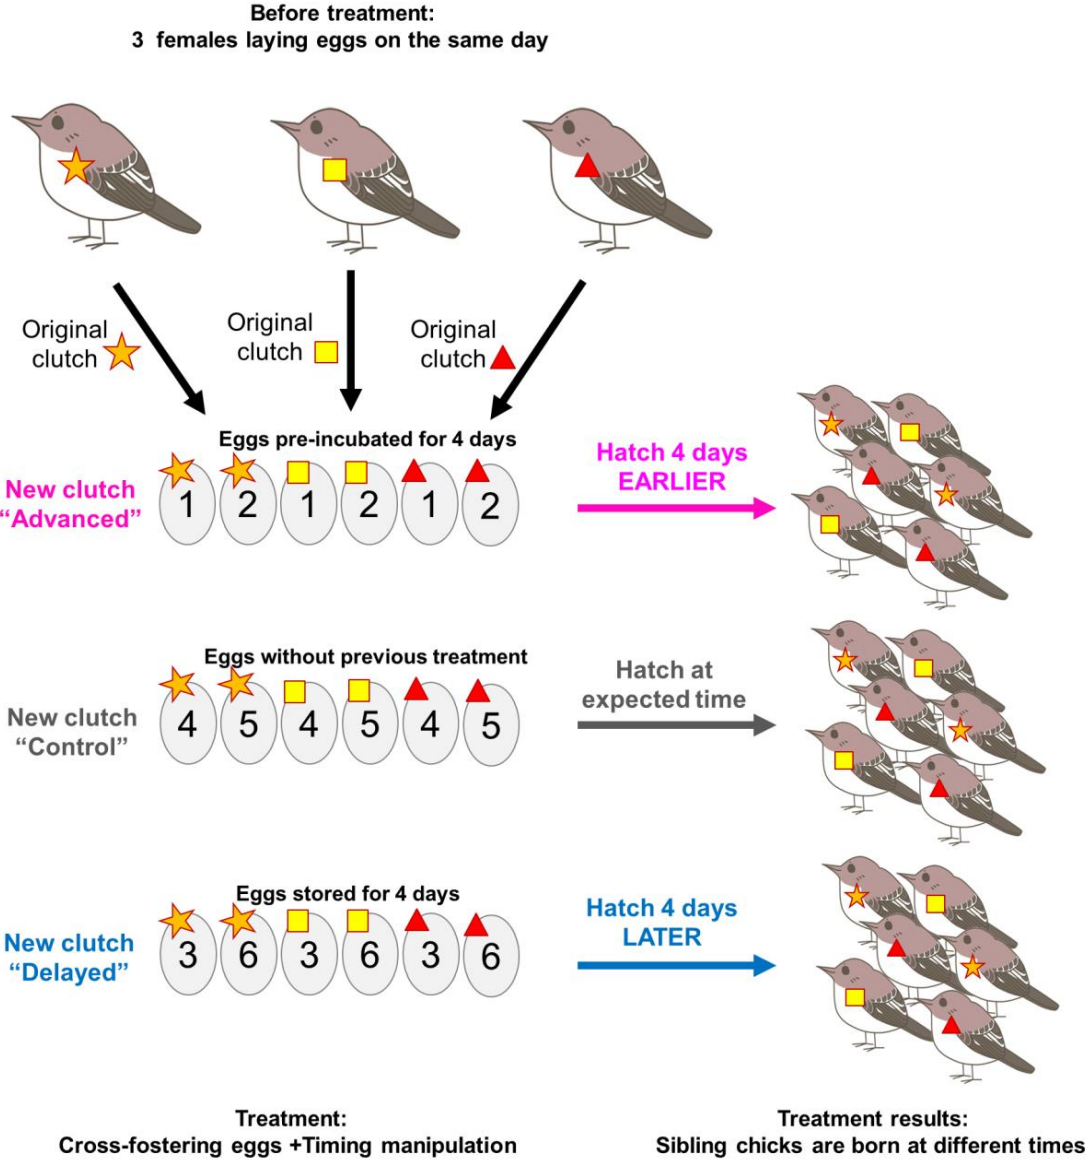 Before treatment:
3 females laying eggs on the same day
Original
clutch
Original
clutch
Original
clutch
Eggs pre-incubated for 4 days
New clutch
“Advanced”
1 2 1 2 1 2
Hatch 4 days
EARLIER
Eggs without previous treatment
New clutch
“Control”
4 5 4 5 4 5
Hatch at
expected time
Eggs stored for 4 days
New clutch
“Delayed”
3 6 3 6 3 6
Hatch 4 days
LATER
Treatment:
Cross-fostering eggs +Timing manipulation
Treatment results:
Sibling chicks are born at different times